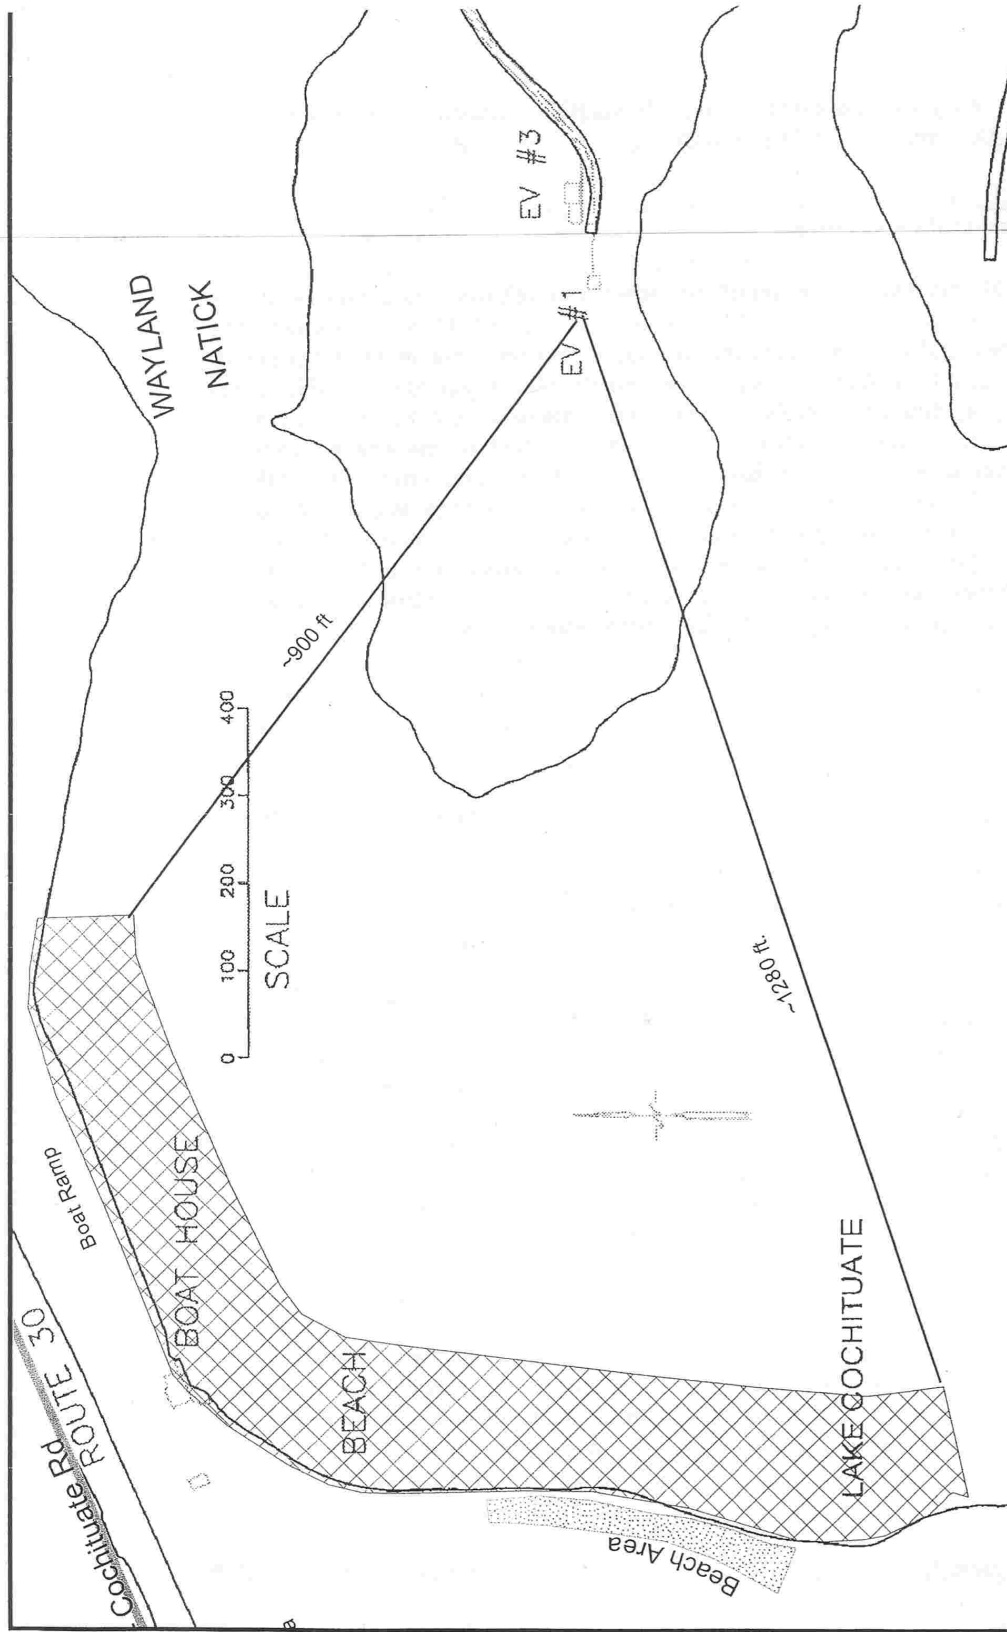 Cochituate Rd
ROUTE 30
Boat Ramp
BOAT HOUSE
BEACH
Beach Area
LAKE COCHITUATE
SCALE
0 100 200 300 400
~900 ft
~1280 ft.
WAYLAND
NATICK
EV #1
EV #3
a